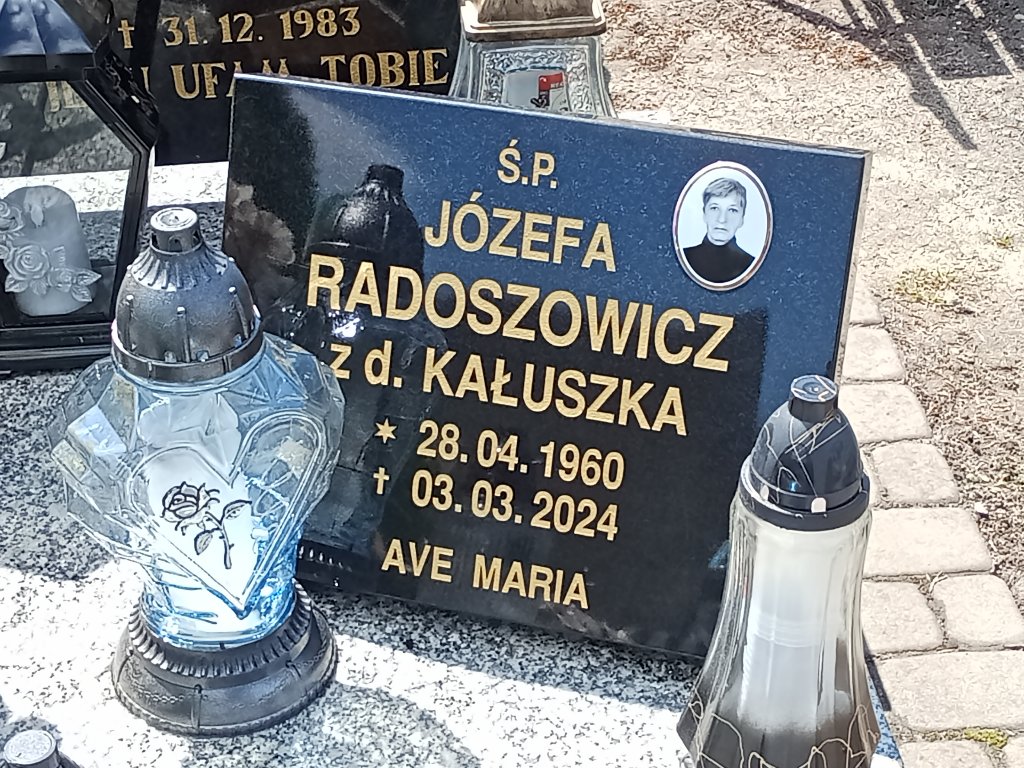 † 31. 12. 1983
UFAM TOBIE
Ś.P.
JÓZEFA
RADOSZOWICZ
z d. KAŁUSZKA
* 28. 04. 1960
† 03. 03. 2024
AVE MARIA